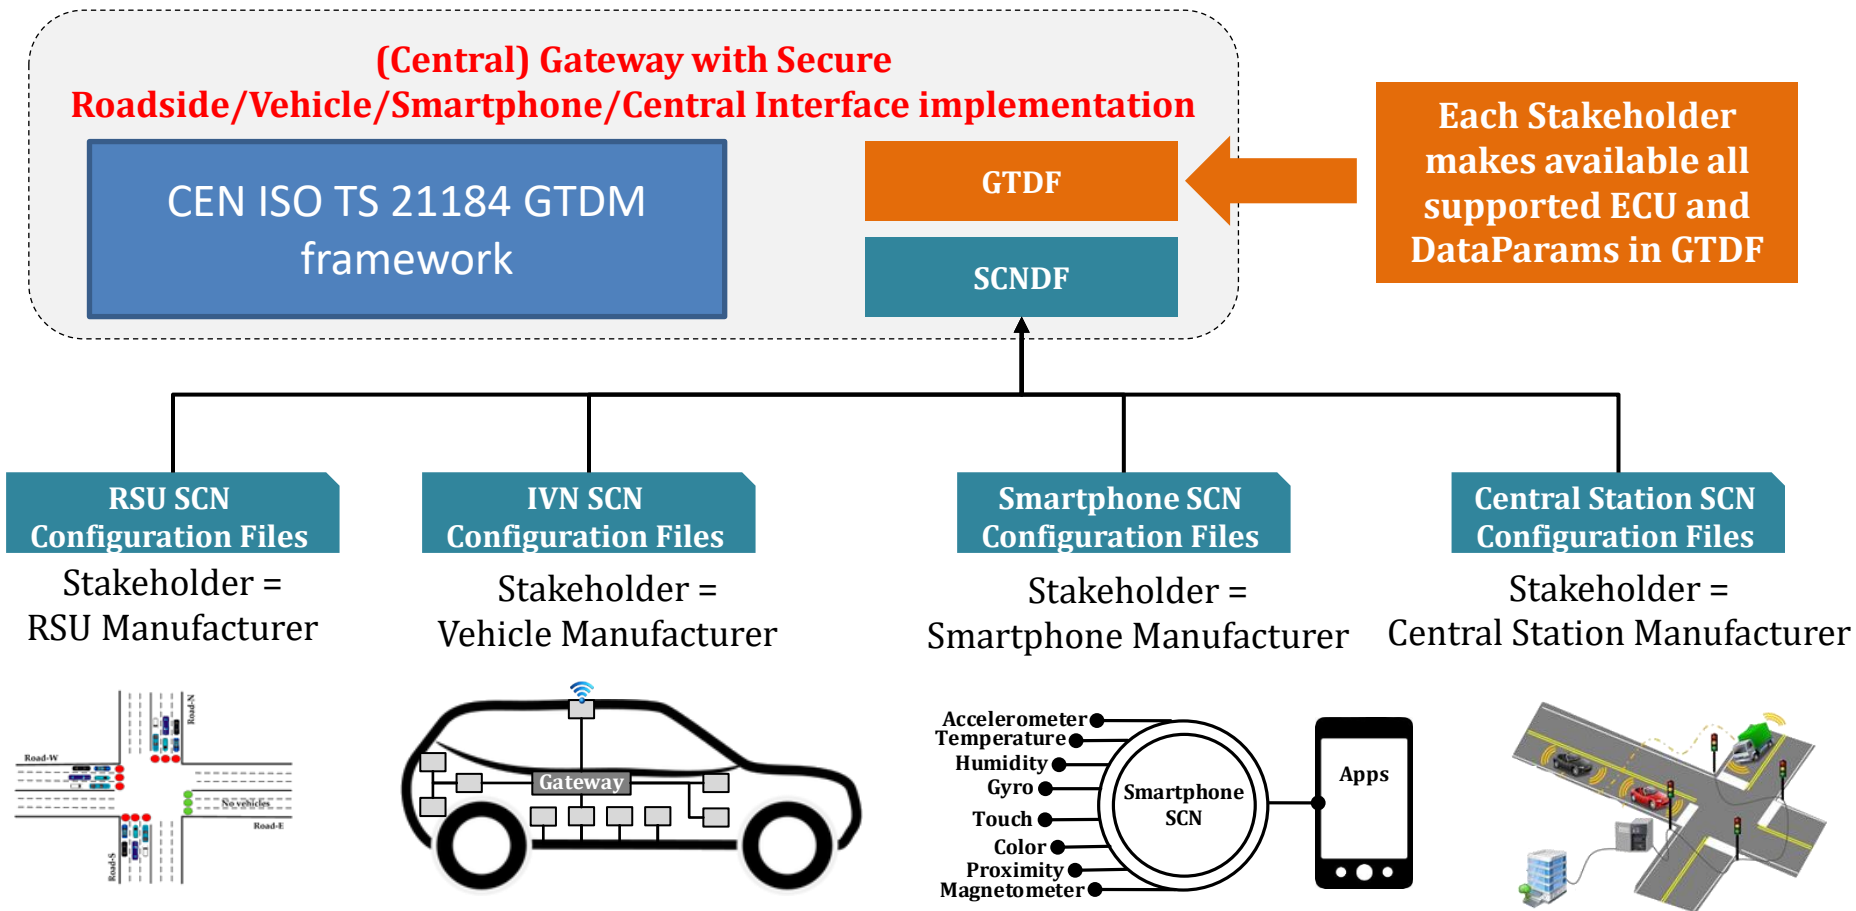 (Central) Gateway with Secure
Roadside/Vehicle/Smartphone/Central Interface implementation
CEN ISO TS 21184 GTDM
framework
GTDF
SCNDF
Each Stakeholder
makes available all
supported ECU and
DataParams in GTDF
RSU SCN
Configuration Files
Stakeholder =
RSU Manufacturer
IVN SCN
Configuration Files
Stakeholder =
Vehicle Manufacturer
Smartphone SCN
Configuration Files
Stakeholder =
Smartphone Manufacturer
Central Station SCN
Configuration Files
Stakeholder =
Central Station Manufacturer
Road-N
Road-W
No vehicles
Road-E
Road-S
Gateway
Accelerometer
Temperature
Humidity
Gyro
Touch
Color
Proximity
Magnetometer
Smartphone
SCN
Apps